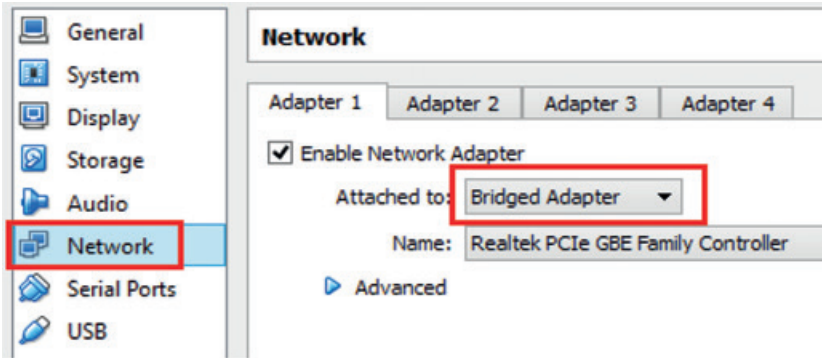 General
System
Display
Storage
Audio
Network
Serial Ports
USB
Network
Adapter 1 Adapter 2 Adapter 3 Adapter 4
Enable Network Adapter
Attached to: Bridged Adapter
Name: Realtek PCIe GBE Family Controller
Advanced